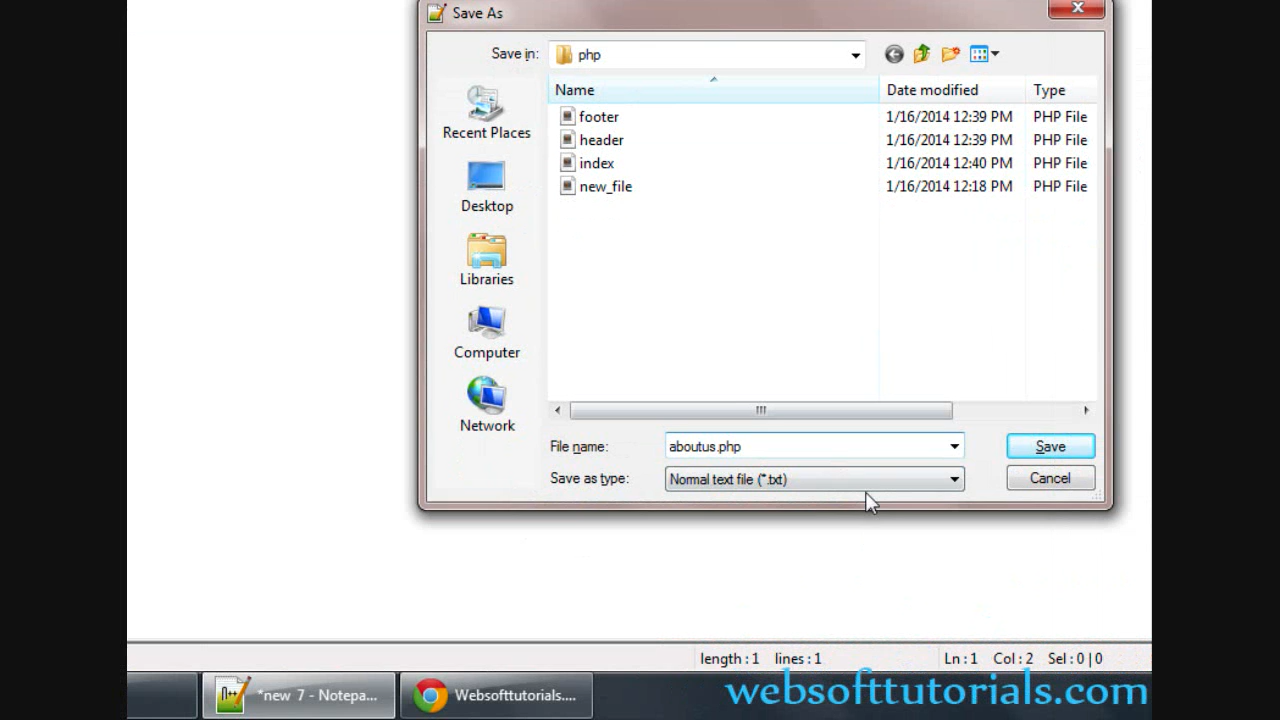 Save As
Save in: php
Name Date modified Type
footer 1/16/2014 12:39 PM PHP File
header 1/16/2014 12:39 PM PHP File
index 1/16/2014 12:40 PM PHP File
new_file 1/16/2014 12:18 PM PHP File
Recent Places
Desktop
Libraries
Computer
Network
File name: aboutus.php Save
Save as type: Normal text file (*.txt) Cancel
length : 1 lines : 1 Ln : 1 Col : 2 Sel : 0 | 0
*new 7 - Notepa... Websofttutorials....
websofttutorials.com